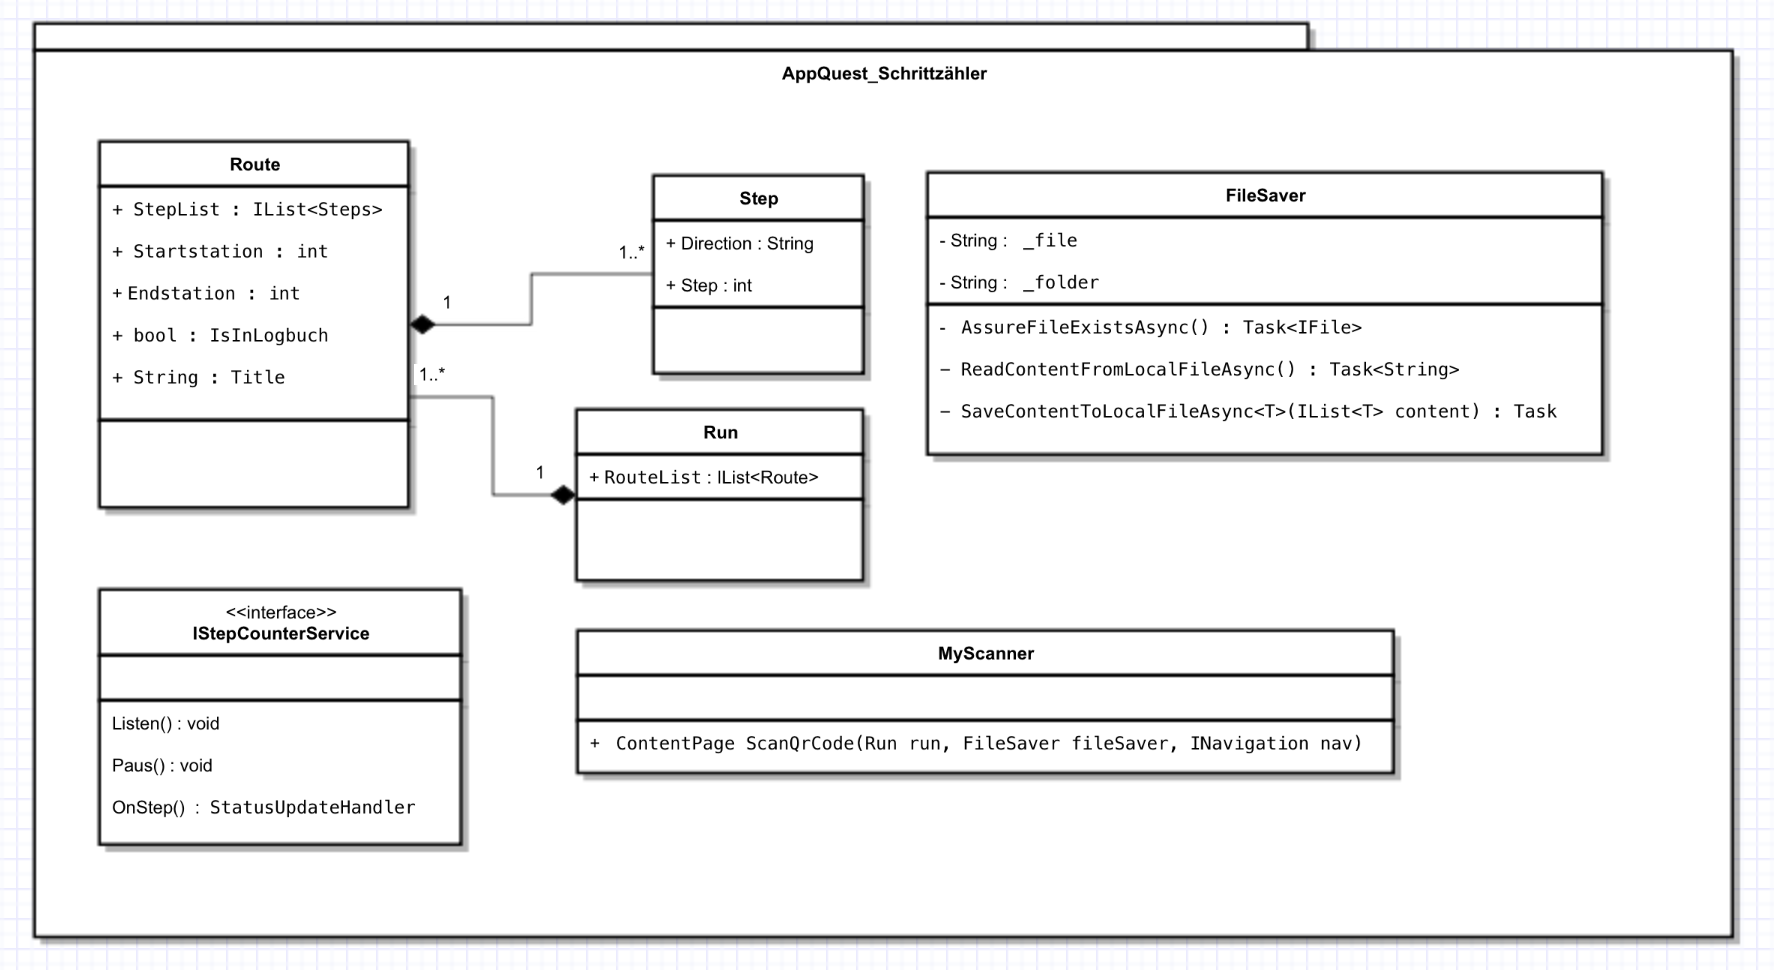 AppQuest_Schrittzähler
Route
+ StepList : IList<Steps>
+ Startstation : int
+ Endstation : int
+ bool : IsInLogbuch
+ String : Title
1
1..*
1..*
1
Step
+ Direction : String
+ Step : int
Run
+ RouteList : IList<Route>
FileSaver
- String : _file
- String : _folder
- AssureFileExistsAsync() : Task<IFile>
– ReadContentFromLocalFileAsync() : Task<String>
– SaveContentToLocalFileAsync<T>(IList<T> content) : Task
<<interface>>
IStepCounterService
Listen() : void
Paus() : void
OnStep() : StatusUpdateHandler
MyScanner
+ ContentPage ScanQrCode(Run run, FileSaver fileSaver, INavigation nav)